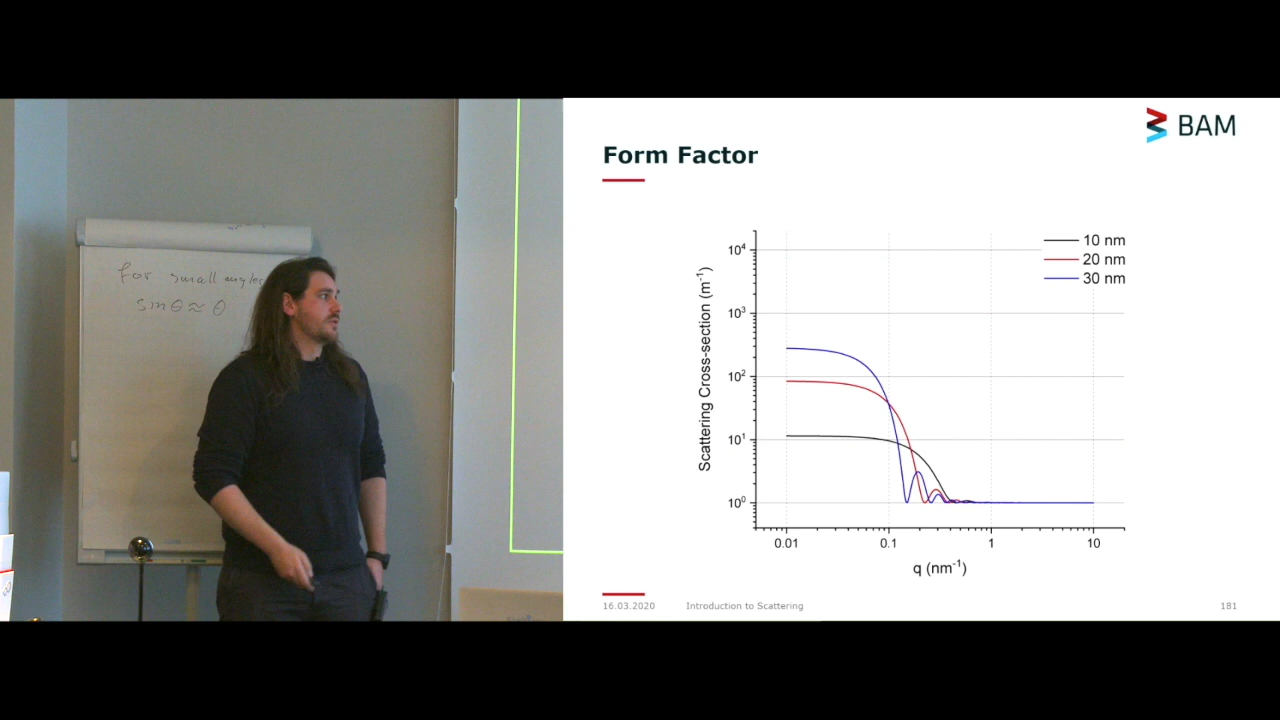 for small angles
sin θ ≈ θ
BAM
Form Factor
10 nm
20 nm
30 nm
10⁴
10³
10²
10¹
10⁰
Scattering Cross-section (m⁻¹)
0.01 0.1 1 10
q (nm⁻¹)
16.03.2020 Introduction to Scattering 181